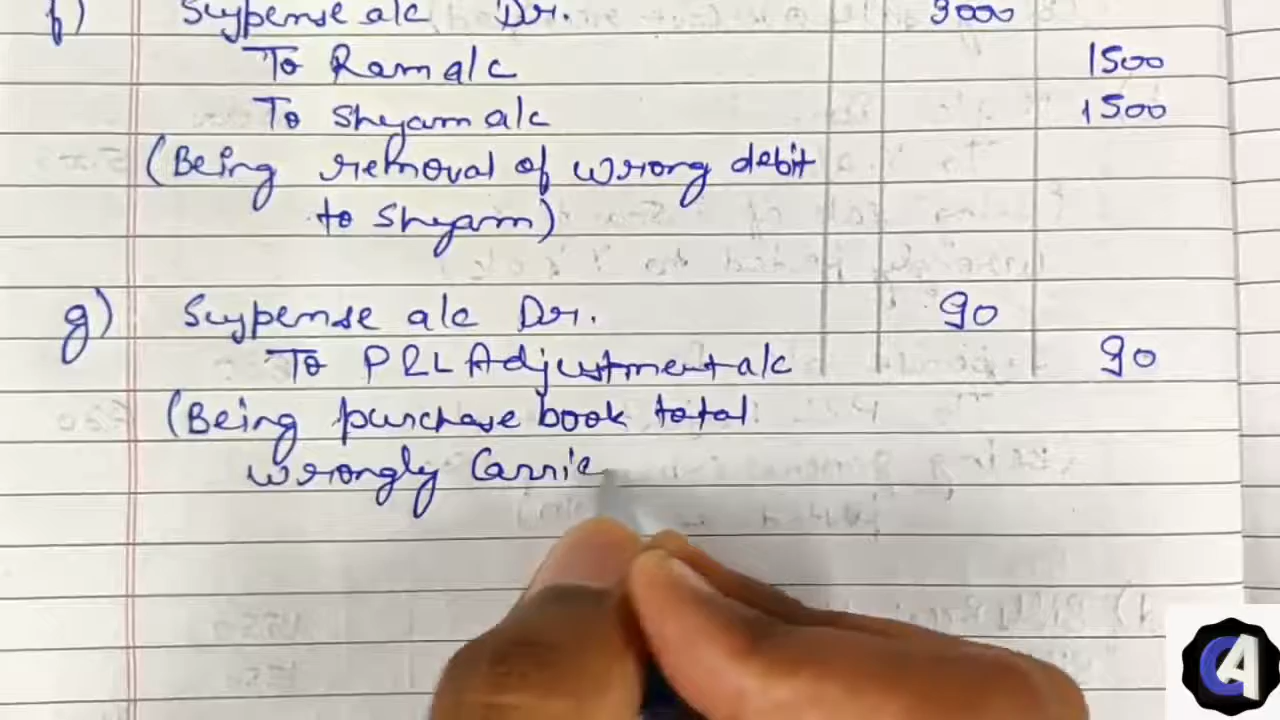 f) Suspense a/c Dr. 3000
To Ram a/c 1500
To Shyam a/c 1500
(Being removal of wrong debit
to Shyam)
g) Suspense a/c Dr. 90
To P&L Adjustment a/c 90
(Being purchase book total
wrongly Carrie
CA